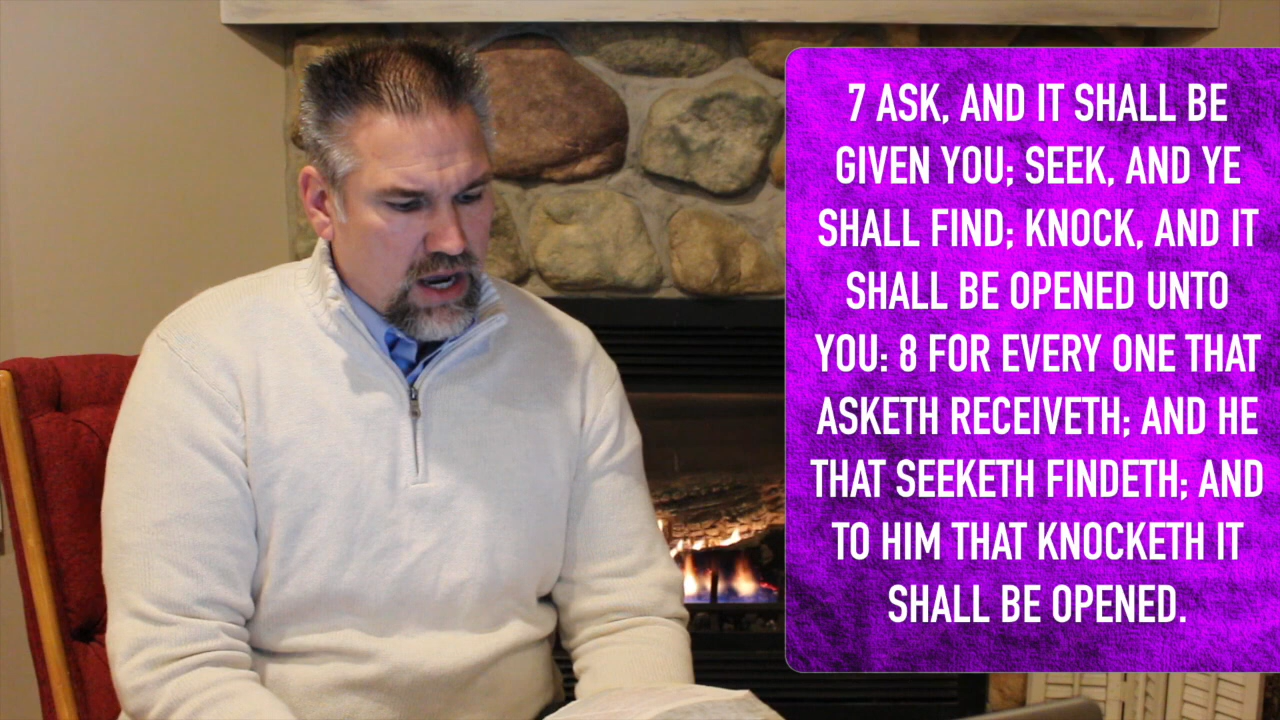 7 ASK, AND IT SHALL BE
GIVEN YOU; SEEK, AND YE
SHALL FIND; KNOCK, AND IT
SHALL BE OPENED UNTO
YOU: 8 FOR EVERY ONE THAT
ASKETH RECEIVETH; AND HE
THAT SEEKETH FINDETH; AND
TO HIM THAT KNOCKETH IT
SHALL BE OPENED.